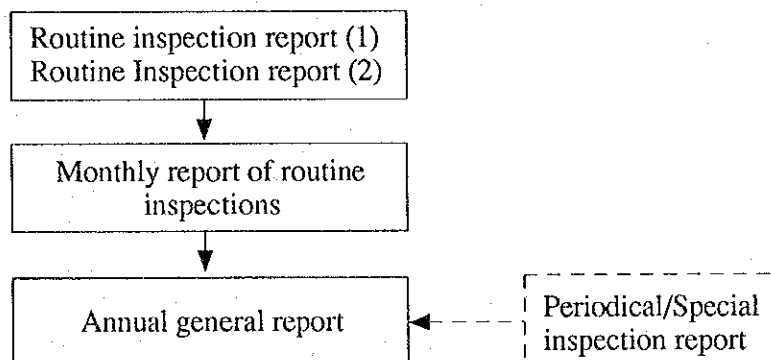 Routine inspection report (1)
Routine Inspection report (2)
Monthly report of routine
inspections
Annual general report
Periodical/Special
inspection report